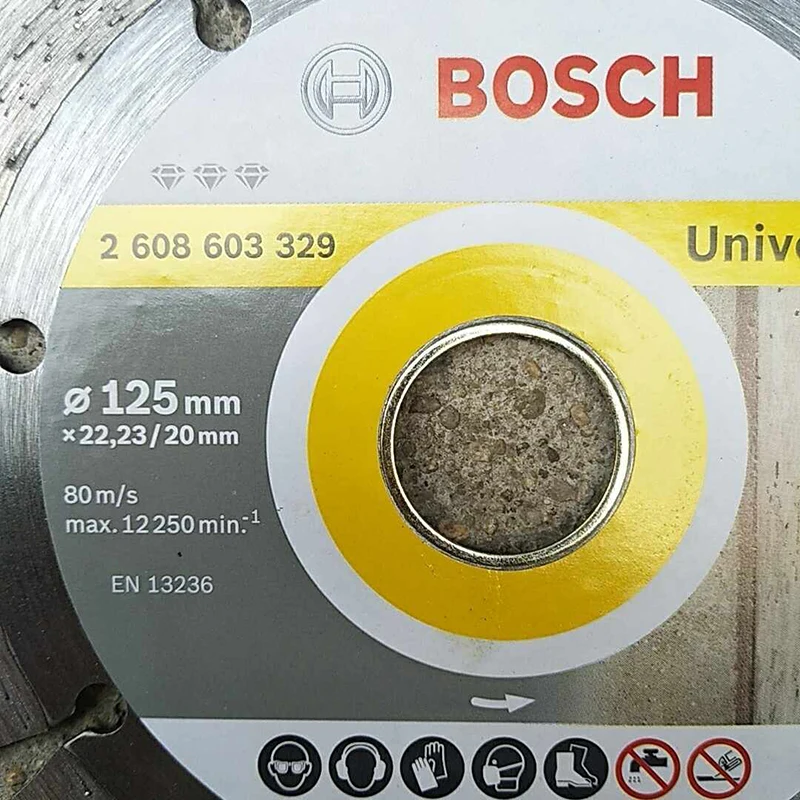 BOSCH
2 608 603 329
Ø 125 mm
×22,23/20 mm
80 m/s
max. 12 250 min.-¹
EN 13236